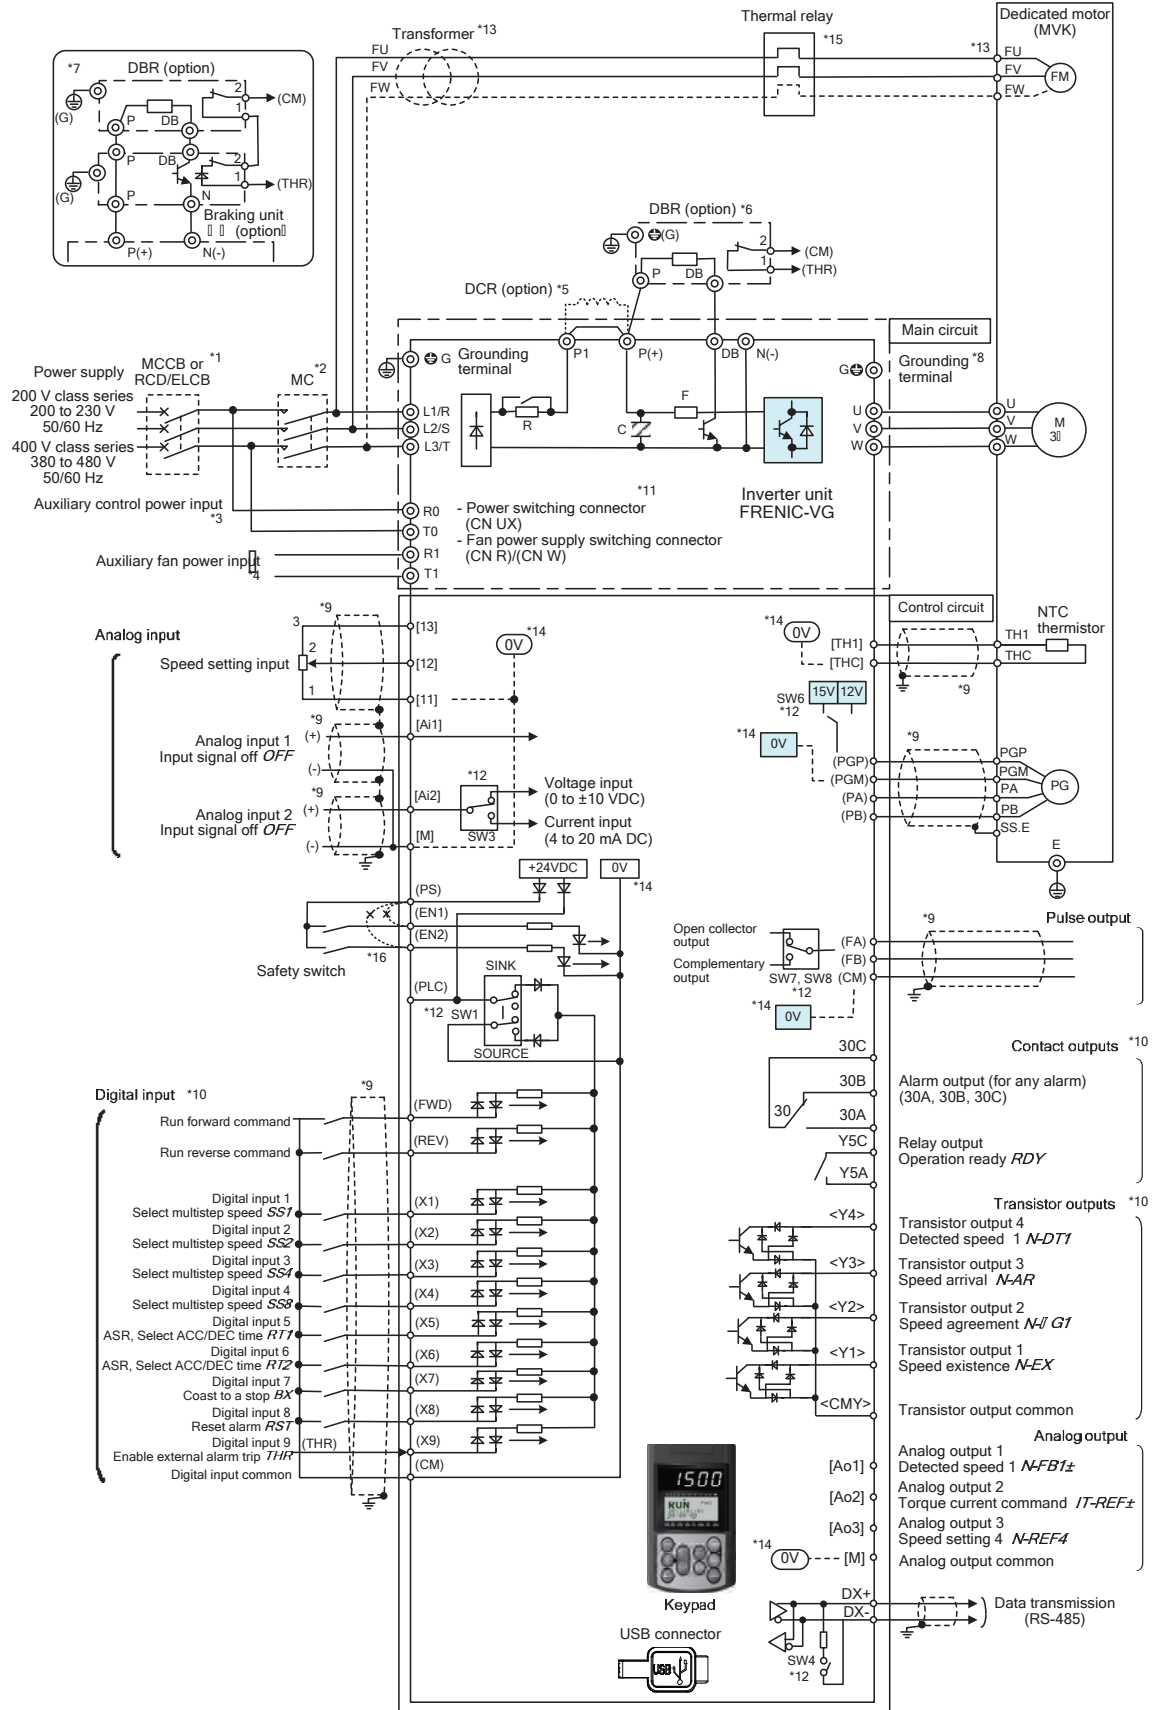 Transformer *13
FU
FV
FW
Thermal relay
*15
Dedicated motor
(MVK)
*13
FU
FV
FW
FM
*7
DBR (option)
2
(CM)
1
(G)
P
DB
P
DB
2
1
(THR)
(G)
P
N
Braking unit
(option
P(+)
N(-)
DBR (option) *6
(G)
2
(CM)
1
(THR)
P
DB
DCR (option) *5
Main circuit
P1
P(+)
DB
N(-)
G
Grounding
terminal
G
Grounding *8
terminal
Power supply
MCCB or *1
RCD/ELCB
MC *2
200 V class series
200 to 230 V
50/60 Hz
400 V class series
380 to 480 V
50/60 Hz
L1/R
L2/S
L3/T
R
F
C
U
V
W
U
V
W
M
3
Auxiliary control power input
*3
R0
T0
*11
- Power switching connector
(CN UX)
- Fan power supply switching connector
(CN R)/(CN W)
Inverter unit
FRENIC-VG
Auxiliary fan power input
*4
R1
T1
Control circuit
Analog input
*9
3
2
1
Speed setting input
[13]
[12]
[11]
*14
0V
*14
0V
[TH1]
[THC]
NTC
thermistor
TH1
THC
*9
SW6
*12
15V
12V
*14
0V
*9
(PGP)
(PGM)
(PA)
(PB)
PGP
PGM
PA
PB
SS.E
PG
E
*9
Analog input 1
Input signal off OFF
(+)
(-)
[Ai1]
*9
Analog input 2
Input signal off OFF
(+)
(-)
[Ai2]
[M]
*12
SW3
Voltage input
(0 to ±10 VDC)
Current input
(4 to 20 mA DC)
+24VDC
0V
*14
(PS)
(EN1)
(EN2)
*16
Safety switch
(PLC)
*12
SW1
SINK
SOURCE
Pulse output
*9
Open collector
output
Complementary
output
SW7, SW8
*12
(FA)
(FB)
(CM)
*14
0V
Contact outputs *10
30C
30B
30
30A
Alarm output (for any alarm)
(30A, 30B, 30C)
Y5C
Y5A
Relay output
Operation ready RDY
Digital input *10
*9
Run forward command
(FWD)
Run reverse command
(REV)
Digital input 1
Select multistep speed SS1
(X1)
Digital input 2
Select multistep speed SS2
(X2)
Digital input 3
Select multistep speed SS4
(X3)
Digital input 4
Select multistep speed SS8
(X4)
Digital input 5
ASR, Select ACC/DEC time RT1
(X5)
Digital input 6
ASR, Select ACC/DEC time RT2
(X6)
Digital input 7
Coast to a stop BX
(X7)
Digital input 8
Reset alarm RST
(X8)
Digital input 9 (THR)
Enable external alarm trip THR
(X9)
Digital input common
(CM)
Transistor outputs *10
<Y4>
Transistor output 4
Detected speed 1 N-DT1
<Y3>
Transistor output 3
Speed arrival N-AR
<Y2>
Transistor output 2
Speed agreement N- G1
<Y1>
Transistor output 1
Speed existence N-EX
<CMY>
Transistor output common
Analog output
[Ao1]
Analog output 1
Detected speed 1 N-FB1±
[Ao2]
Analog output 2
Torque current command IT-REF±
[Ao3]
Analog output 3
Speed setting 4 N-REF4
*14
0V
[M]
Analog output common
1500
RUN
Keypad
DX+
DX-
Data transmission
(RS-485)
SW4
*12
USB connector
USB